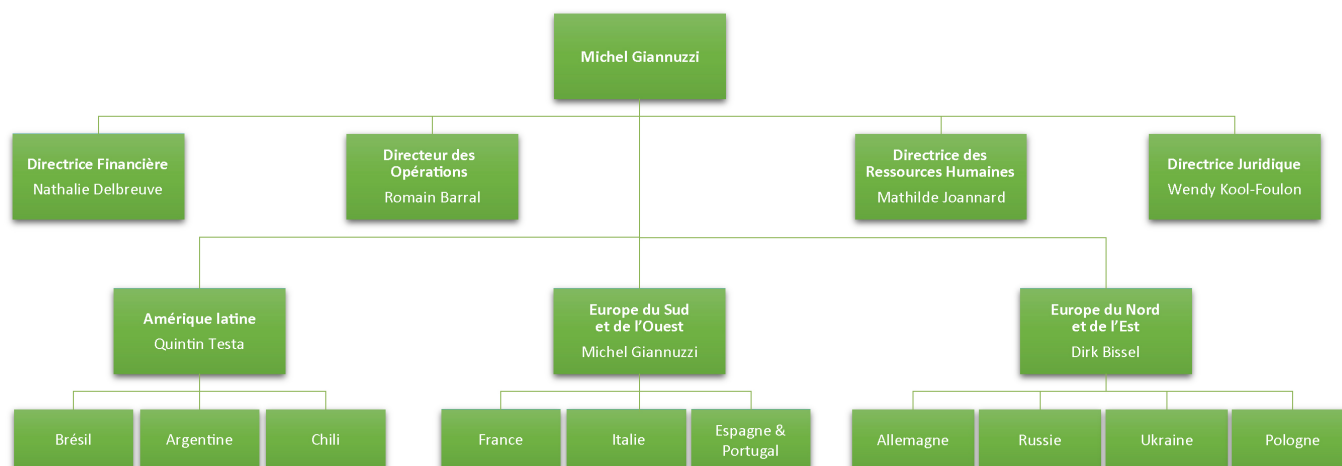 Michel Giannuzzi
Directrice Financière
Nathalie Delbreuve
Directeur des
Opérations
Romain Barral
Directrice des
Ressources Humaines
Mathilde Joannard
Directrice Juridique
Wendy Kool-Foulon
Amérique latine
Quintin Testa
Europe du Sud
et de l’Ouest
Michel Giannuzzi
Europe du Nord
et de l’Est
Dirk Bissel
Brésil
Argentine
Chili
France
Italie
Espagne &
Portugal
Allemagne
Russie
Ukraine
Pologne